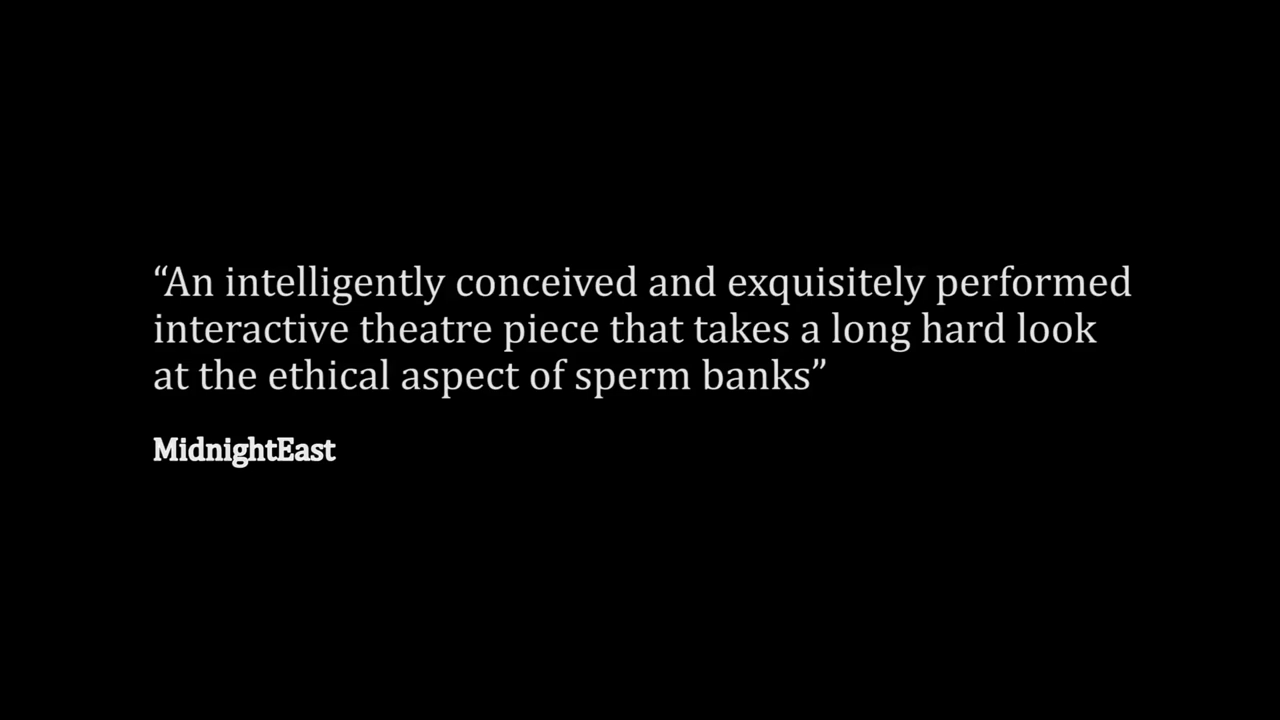 “An intelligently conceived and exquisitely performed
interactive theatre piece that takes a long hard look
at the ethical aspect of sperm banks”
MidnightEast